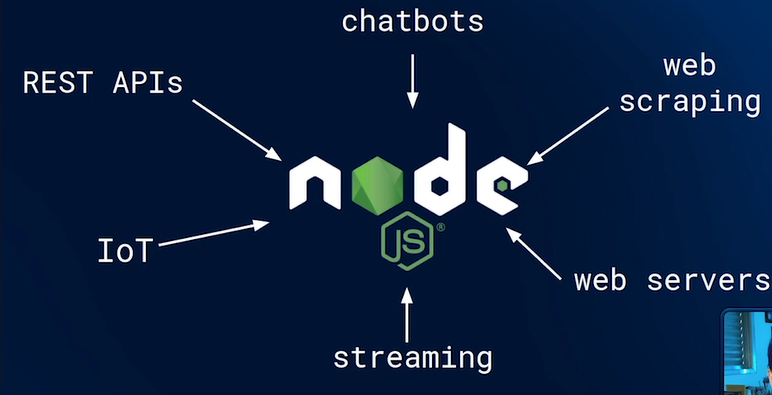 chatbots
REST APIs
web
scraping
node
JS®
IoT
web servers
streaming